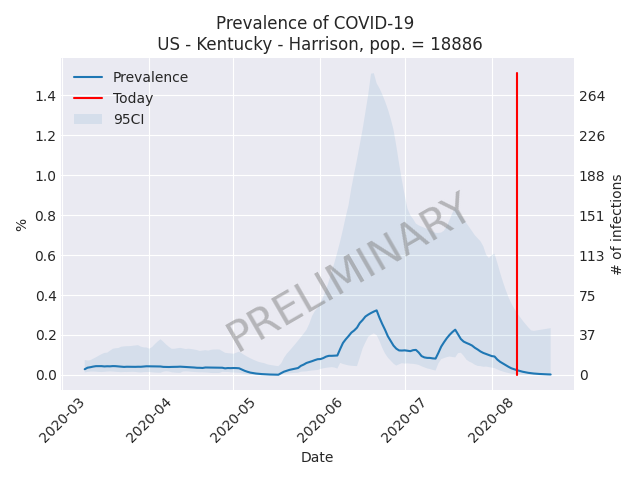 Prevalence of COVID-19
US - Kentucky - Harrison, pop. = 18886
Prevalence
Today
95CI
1.4
1.2
1.0
0.8
0.6
0.4
0.2
0.0
%
264
226
188
151
113
75
37
0
# of infections
PRELIMINARY
2020-03
2020-04
2020-05
2020-06
2020-07
2020-08
Date